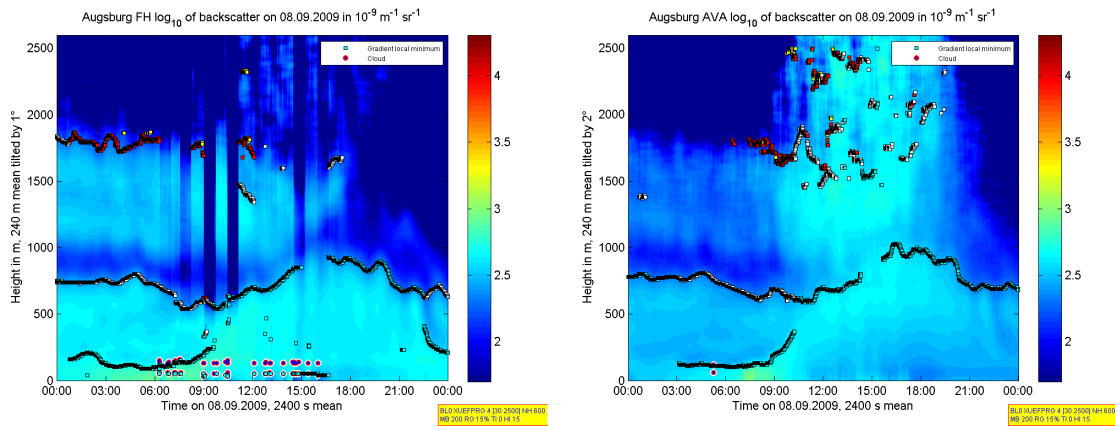 Augsburg FH log10 of backscatter on 08.09.2009 in 10-9 m-1 sr-1
Height in m, 240 m mean tilted by 1°
2500
2000
1500
1000
500
0
Gradient local minimum
Cloud
4
3.5
3
2.5
2
00:00 03:00 06:00 09:00 12:00 15:00 18:00 21:00 00:00
Time on 08.09.2009, 2400 s mean
BL0 XUEFPRG 4 [30 2500] NH 600
MB 200 RG 15% TI 0 HI 15
Augsburg AVA log10 of backscatter on 08.09.2009 in 10-9 m-1 sr-1
Height in m, 240 m mean tilted by 2°
2500
2000
1500
1000
500
0
Gradient local minimum
Cloud
4
3.5
3
2.5
2
00:00 03:00 06:00 09:00 12:00 15:00 18:00 21:00 00:00
Time on 08.09.2009, 2400 s mean
BL0 XUEFPRG 4 [30 2500] NH 600
MB 200 RG 15% TI 0 HI 15